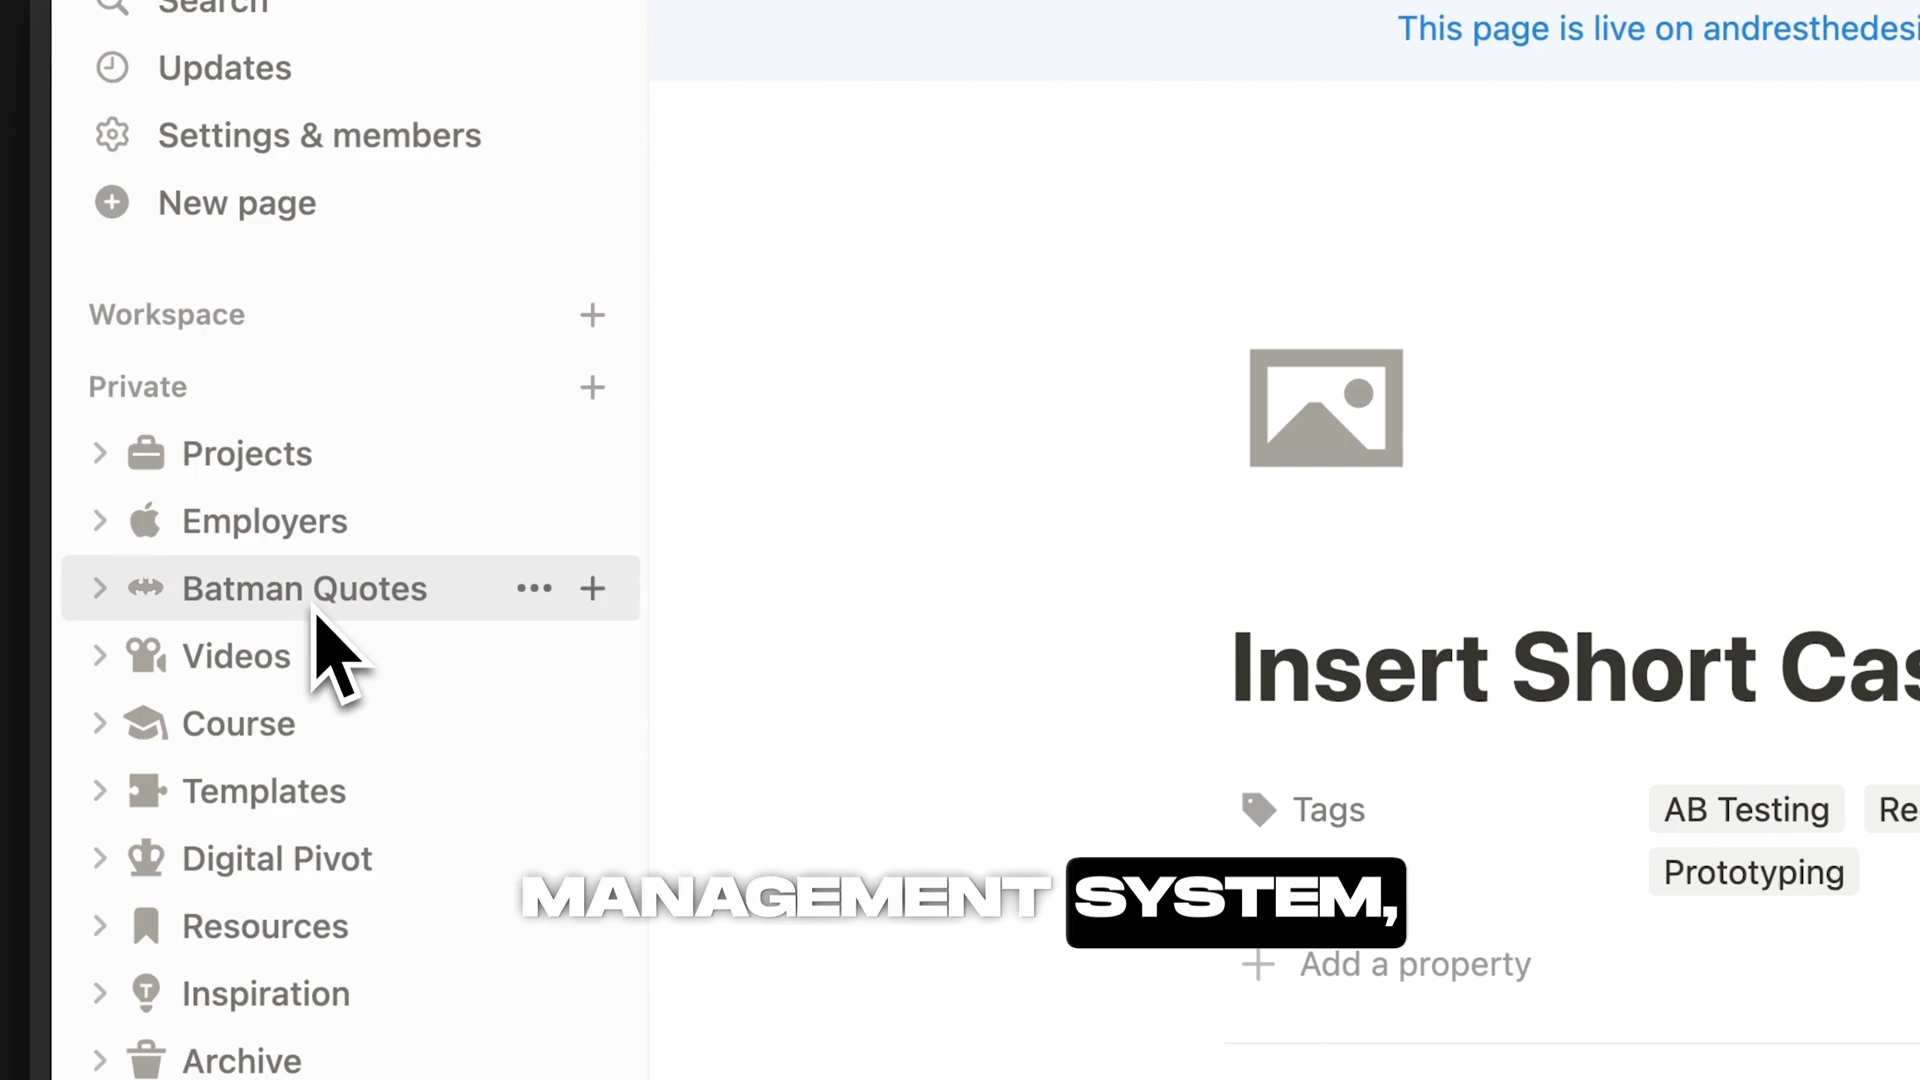 Search
Updates
Settings & members
New page
Workspace
Private
Projects
Employers
Batman Quotes
Videos
Course
Templates
Digital Pivot
Resources
Inspiration
Archive
This page is live on andresthedesi
Insert Short Cas
Tags
AB Testing Re
Prototyping
MANAGEMENT SYSTEM,
Add a property